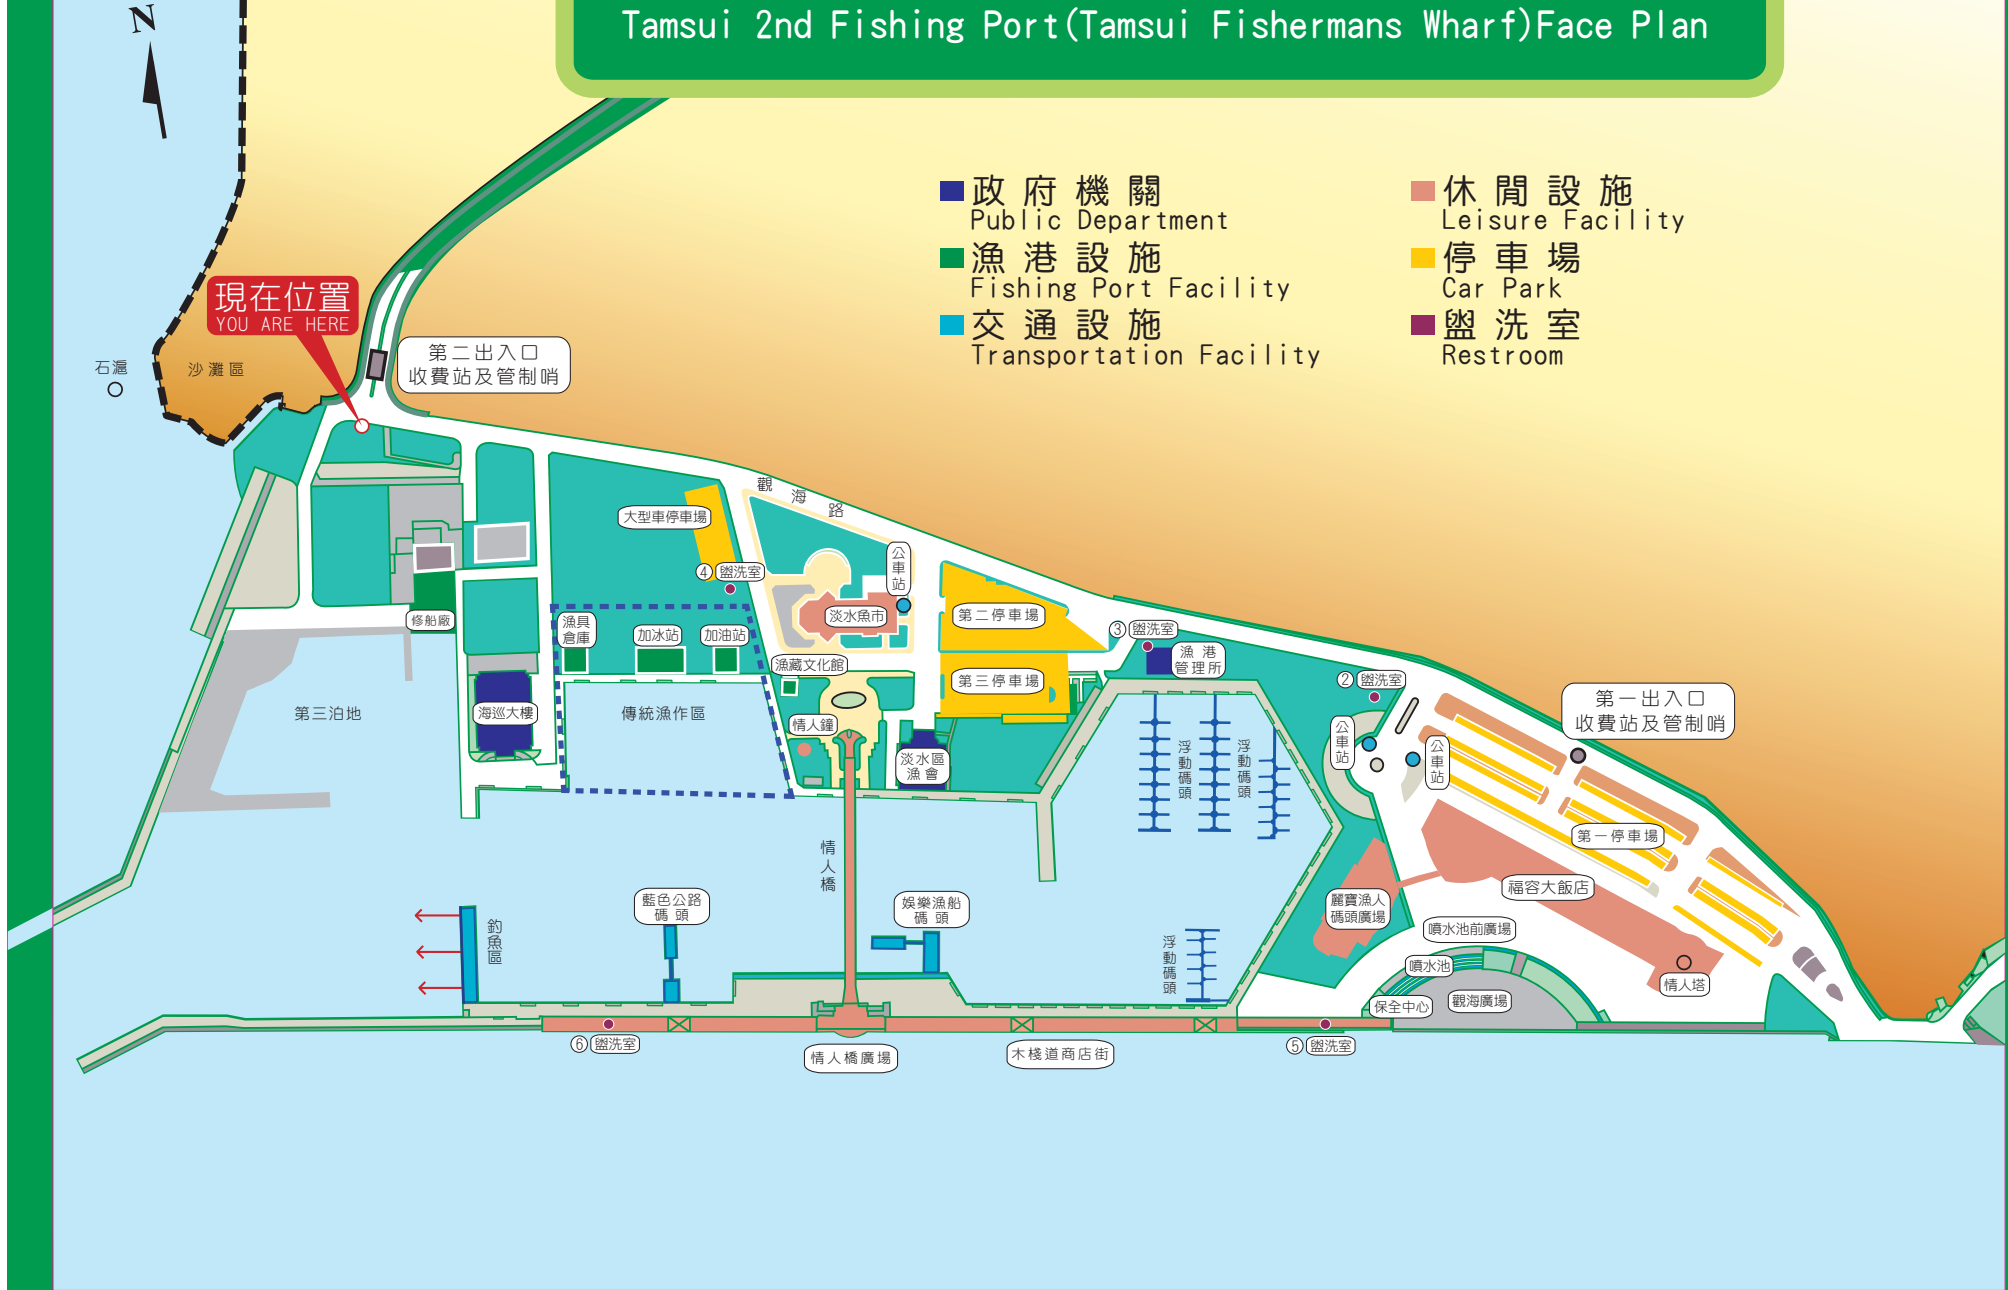 N
Tamsui 2nd Fishing Port(Tamsui Fishermans Wharf)Face Plan
政府機關
Public Department
休閒設施
Leisure Facility
漁港設施
Fishing Port Facility
停車場
Car Park
交通設施
Transportation Facility
盥洗室
Restroom
現在位置
YOU ARE HERE
第二出入口
收費站及管制哨
石滬
沙灘區
觀海路
大型車停車場
④
盥洗室
公車站
淡水魚市
第二停車場
修船廠
漁具
倉庫
加冰站
加油站
③
盥洗室
漁港
管理所
漁藏文化館
第三停車場
②
盥洗室
第一出入口
收費站及管制哨
第三泊地
海巡大樓
傳統漁作區
情人鐘
淡水區
漁會
浮動碼頭
浮動碼頭
公車站
公車站
第一停車場
情人橋
福容大飯店
藍色公路
碼頭
娛樂漁船
碼頭
麗寶漁人
碼頭廣場
釣魚區
浮動碼頭
噴水池前廣場
噴水池
情人塔
保全中心
觀海廣場
⑥
盥洗室
情人橋廣場
木棧道商店街
⑤
盥洗室